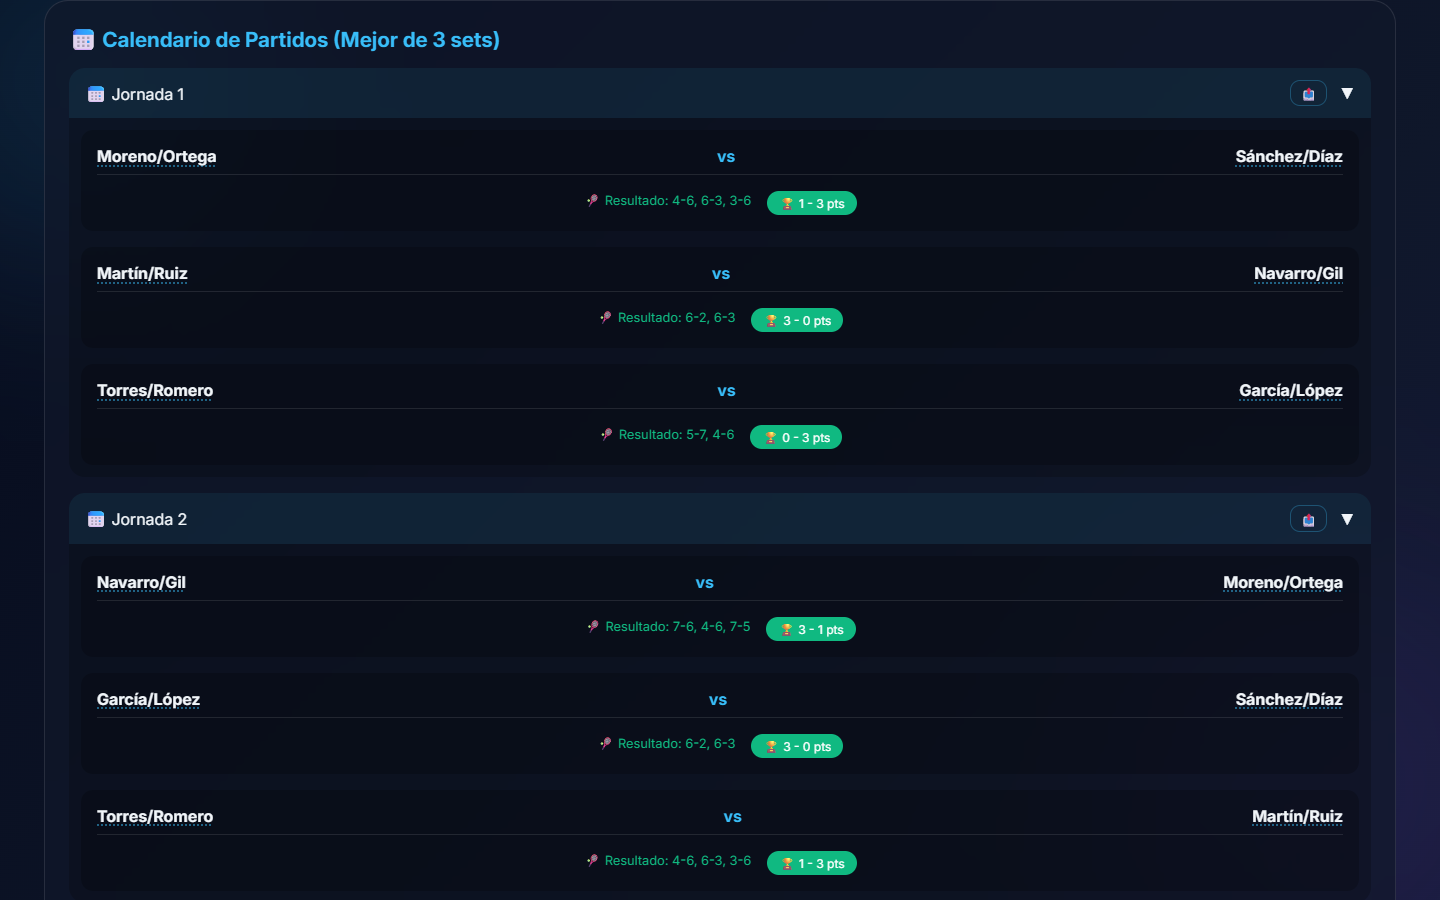 Calendario de Partidos (Mejor de 3 sets)
Jornada 1
Moreno/Ortega vs Sánchez/Díaz
Resultado: 4-6, 6-3, 3-6 1 - 3 pts
Martín/Ruiz vs Navarro/Gil
Resultado: 6-2, 6-3 3 - 0 pts
Torres/Romero vs García/López
Resultado: 5-7, 4-6 0 - 3 pts
Jornada 2
Navarro/Gil vs Moreno/Ortega
Resultado: 7-6, 4-6, 7-5 3 - 1 pts
García/López vs Sánchez/Díaz
Resultado: 6-2, 6-3 3 - 0 pts
Torres/Romero vs Martín/Ruiz
Resultado: 4-6, 6-3, 3-6 1 - 3 pts